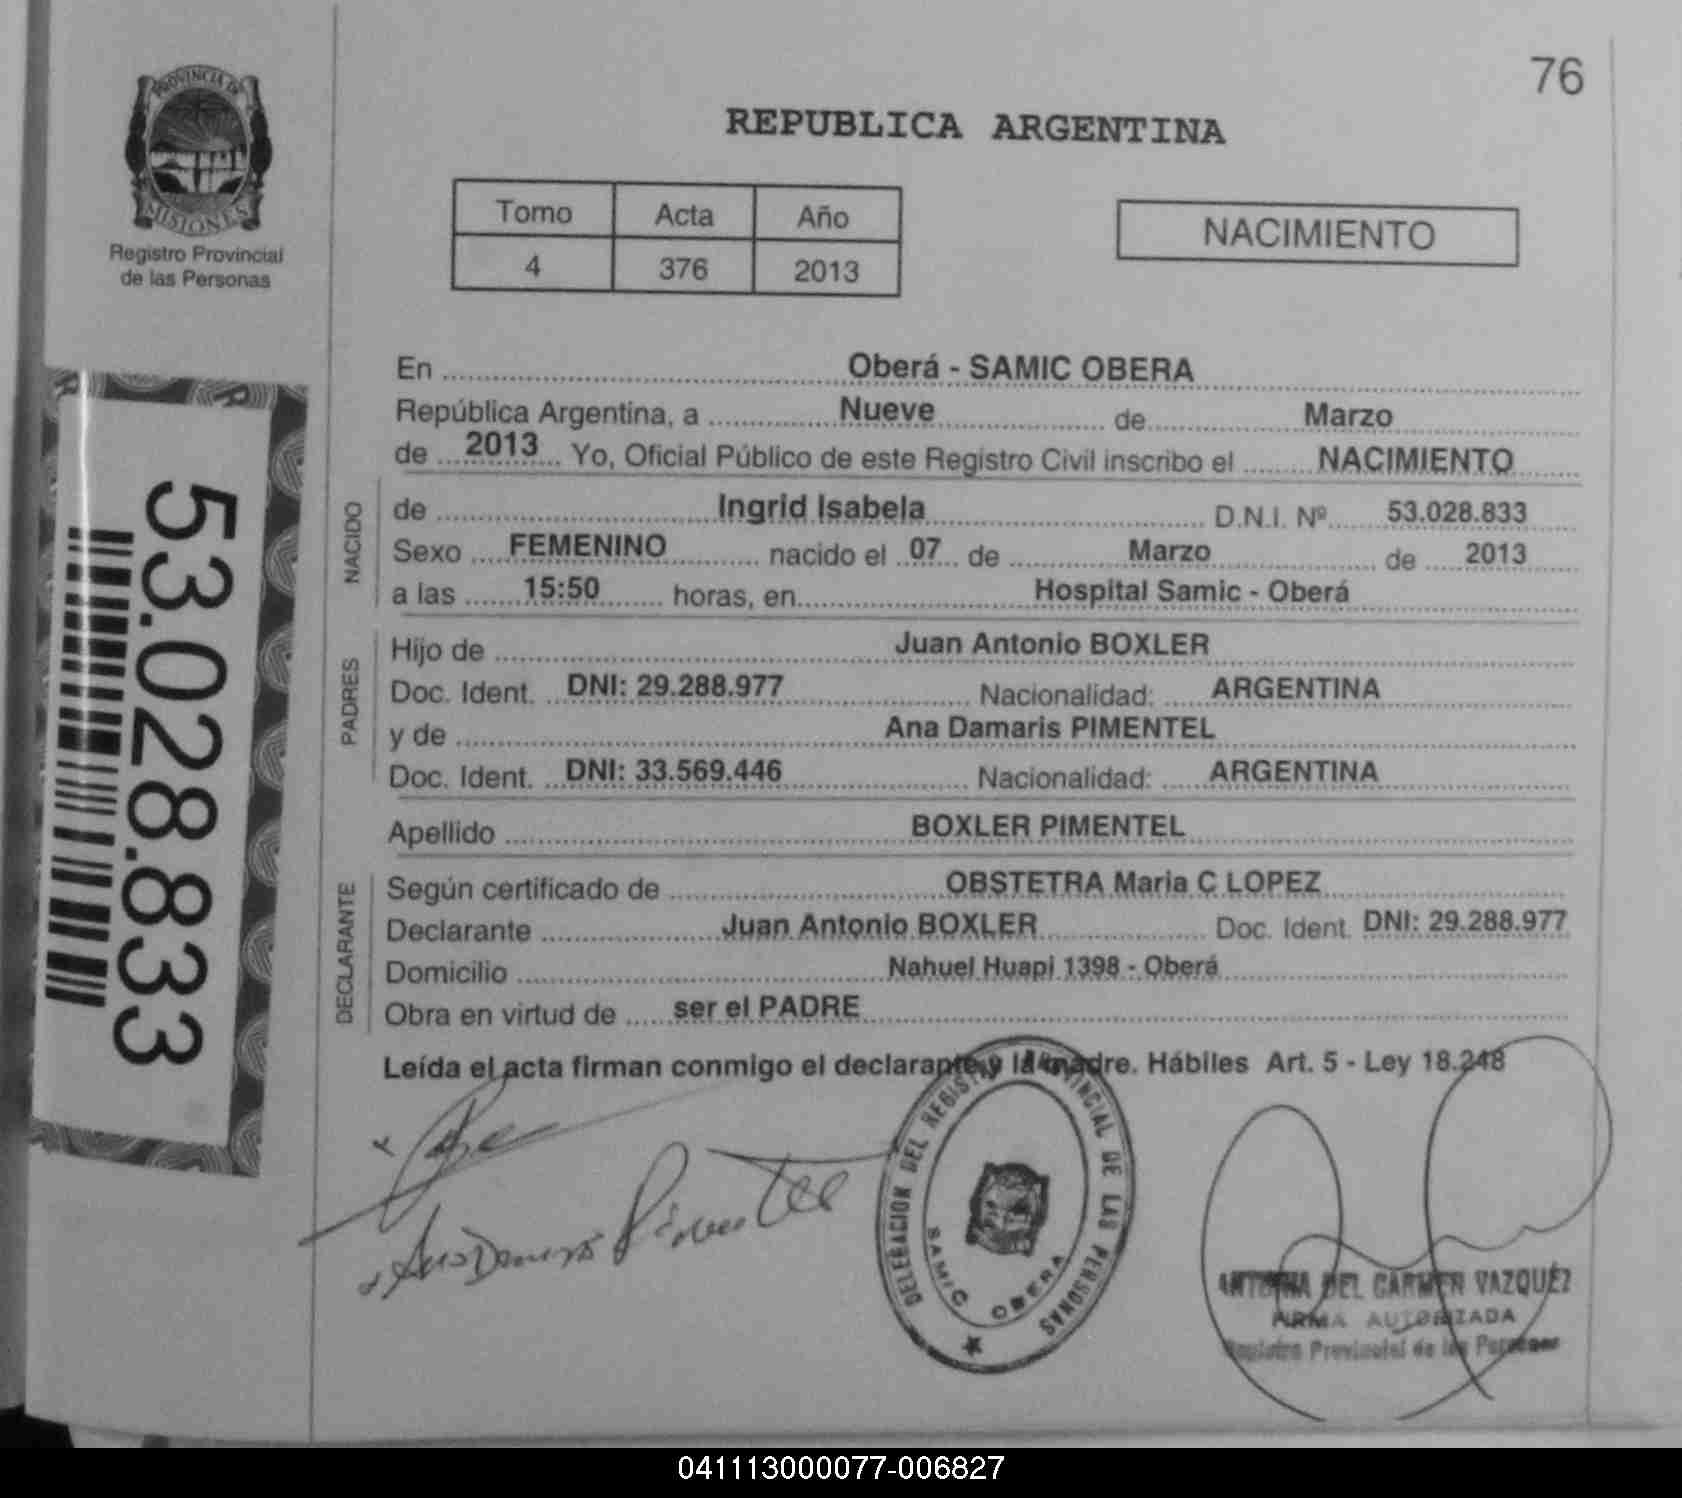 76
PROVINCIA DE
MISIONES
Registro Provincial
de las Personas
REPUBLICA ARGENTINA
Tomo Acta Año
4 376 2013
NACIMIENTO
53.028.833
En Oberá - SAMIC OBERA
República Argentina, a Nueve de Marzo
de 2013 Yo, Oficial Público de este Registro Civil inscribo el NACIMIENTO
NACIDO
de Ingrid Isabela D.N.I. Nº 53.028.833
Sexo FEMENINO nacido el 07 de Marzo de 2013
a las 15:50 horas, en Hospital Samic - Oberá
PADRES
Hijo de Juan Antonio BOXLER
Doc. Ident. DNI: 29.288.977 Nacionalidad: ARGENTINA
y de Ana Damaris PIMENTEL
Doc. Ident. DNI: 33.569.446 Nacionalidad: ARGENTINA
Apellido BOXLER PIMENTEL
DECLARANTE
Según certificado de OBSTETRA Maria C LOPEZ
Declarante Juan Antonio BOXLER Doc. Ident. DNI: 29.288.977
Domicilio Nahuel Huapi 1398 - Oberá
Obra en virtud de ser el PADRE
Leída el acta firman conmigo el declarante y la madre. Hábiles Art. 5 - Ley 18.248
DELEGACION DEL REGISTRO PROVINCIAL DE LAS PERSONAS
SAMIC OBERA
DEL CARMEN VAZQUEZ
FIRMA AUTORIZADA
Registro Provincial de las Personas
041113000077-006827